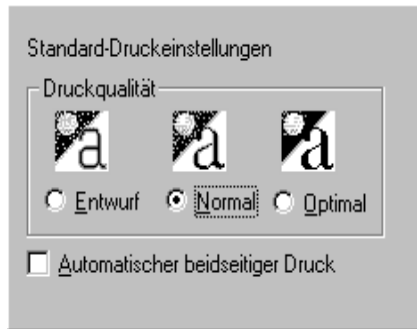 Standard-Druckeinstellungen
Druckqualität
a a a
Entwurf Normal Optimal
Automatischer beidseitiger Druck